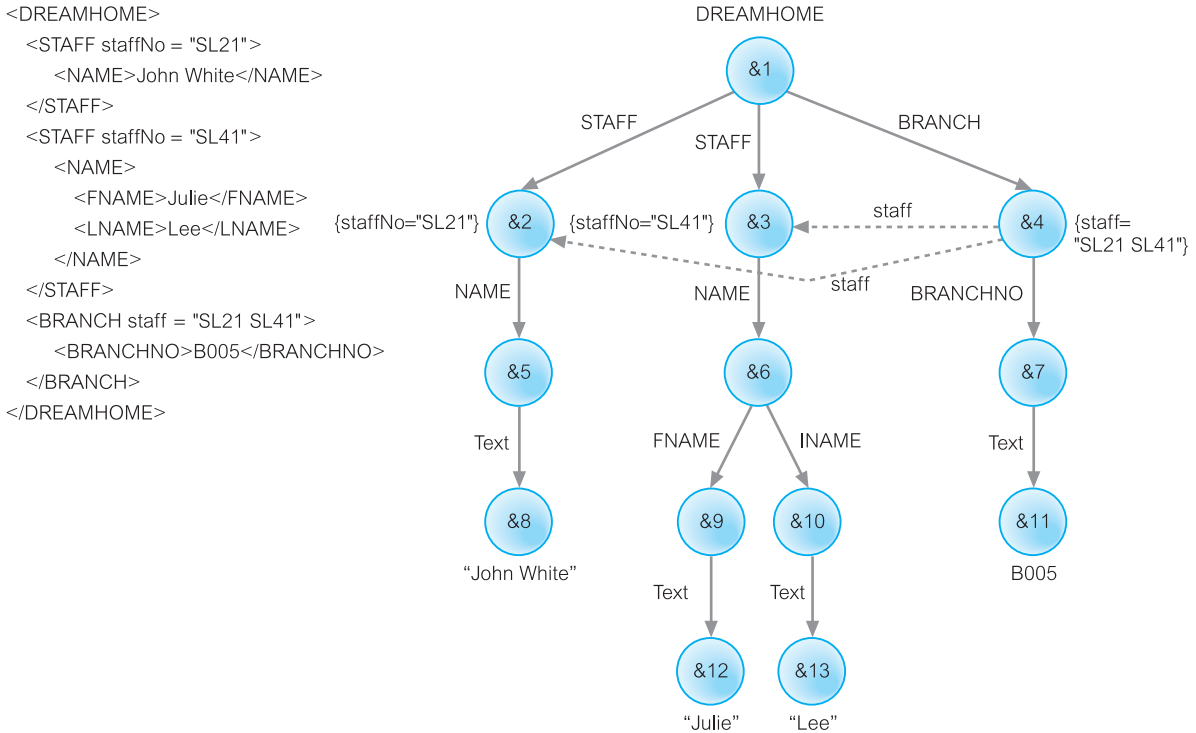 <DREAMHOME>
<STAFF staffNo = "SL21">
<NAME>John White</NAME>
</STAFF>
<STAFF staffNo = "SL41">
<NAME>
<FNAME>Julie</FNAME>
<LNAME>Lee</LNAME>
</NAME>
</STAFF>
<BRANCH staff = "SL21 SL41">
<BRANCHNO>B005</BRANCHNO>
</BRANCH>
</DREAMHOME>
DREAMHOME
&1
STAFF
STAFF
BRANCH
{staffNo="SL21"}
&2
{staffNo="SL41"}
&3
staff
&4
{staff=
"SL21 SL41"}
staff
NAME
NAME
BRANCHNO
&5
&6
&7
Text
FNAME
INAME
Text
&8
&9
&10
&11
“John White”
B005
Text
Text
&12
&13
“Julie”
“Lee”